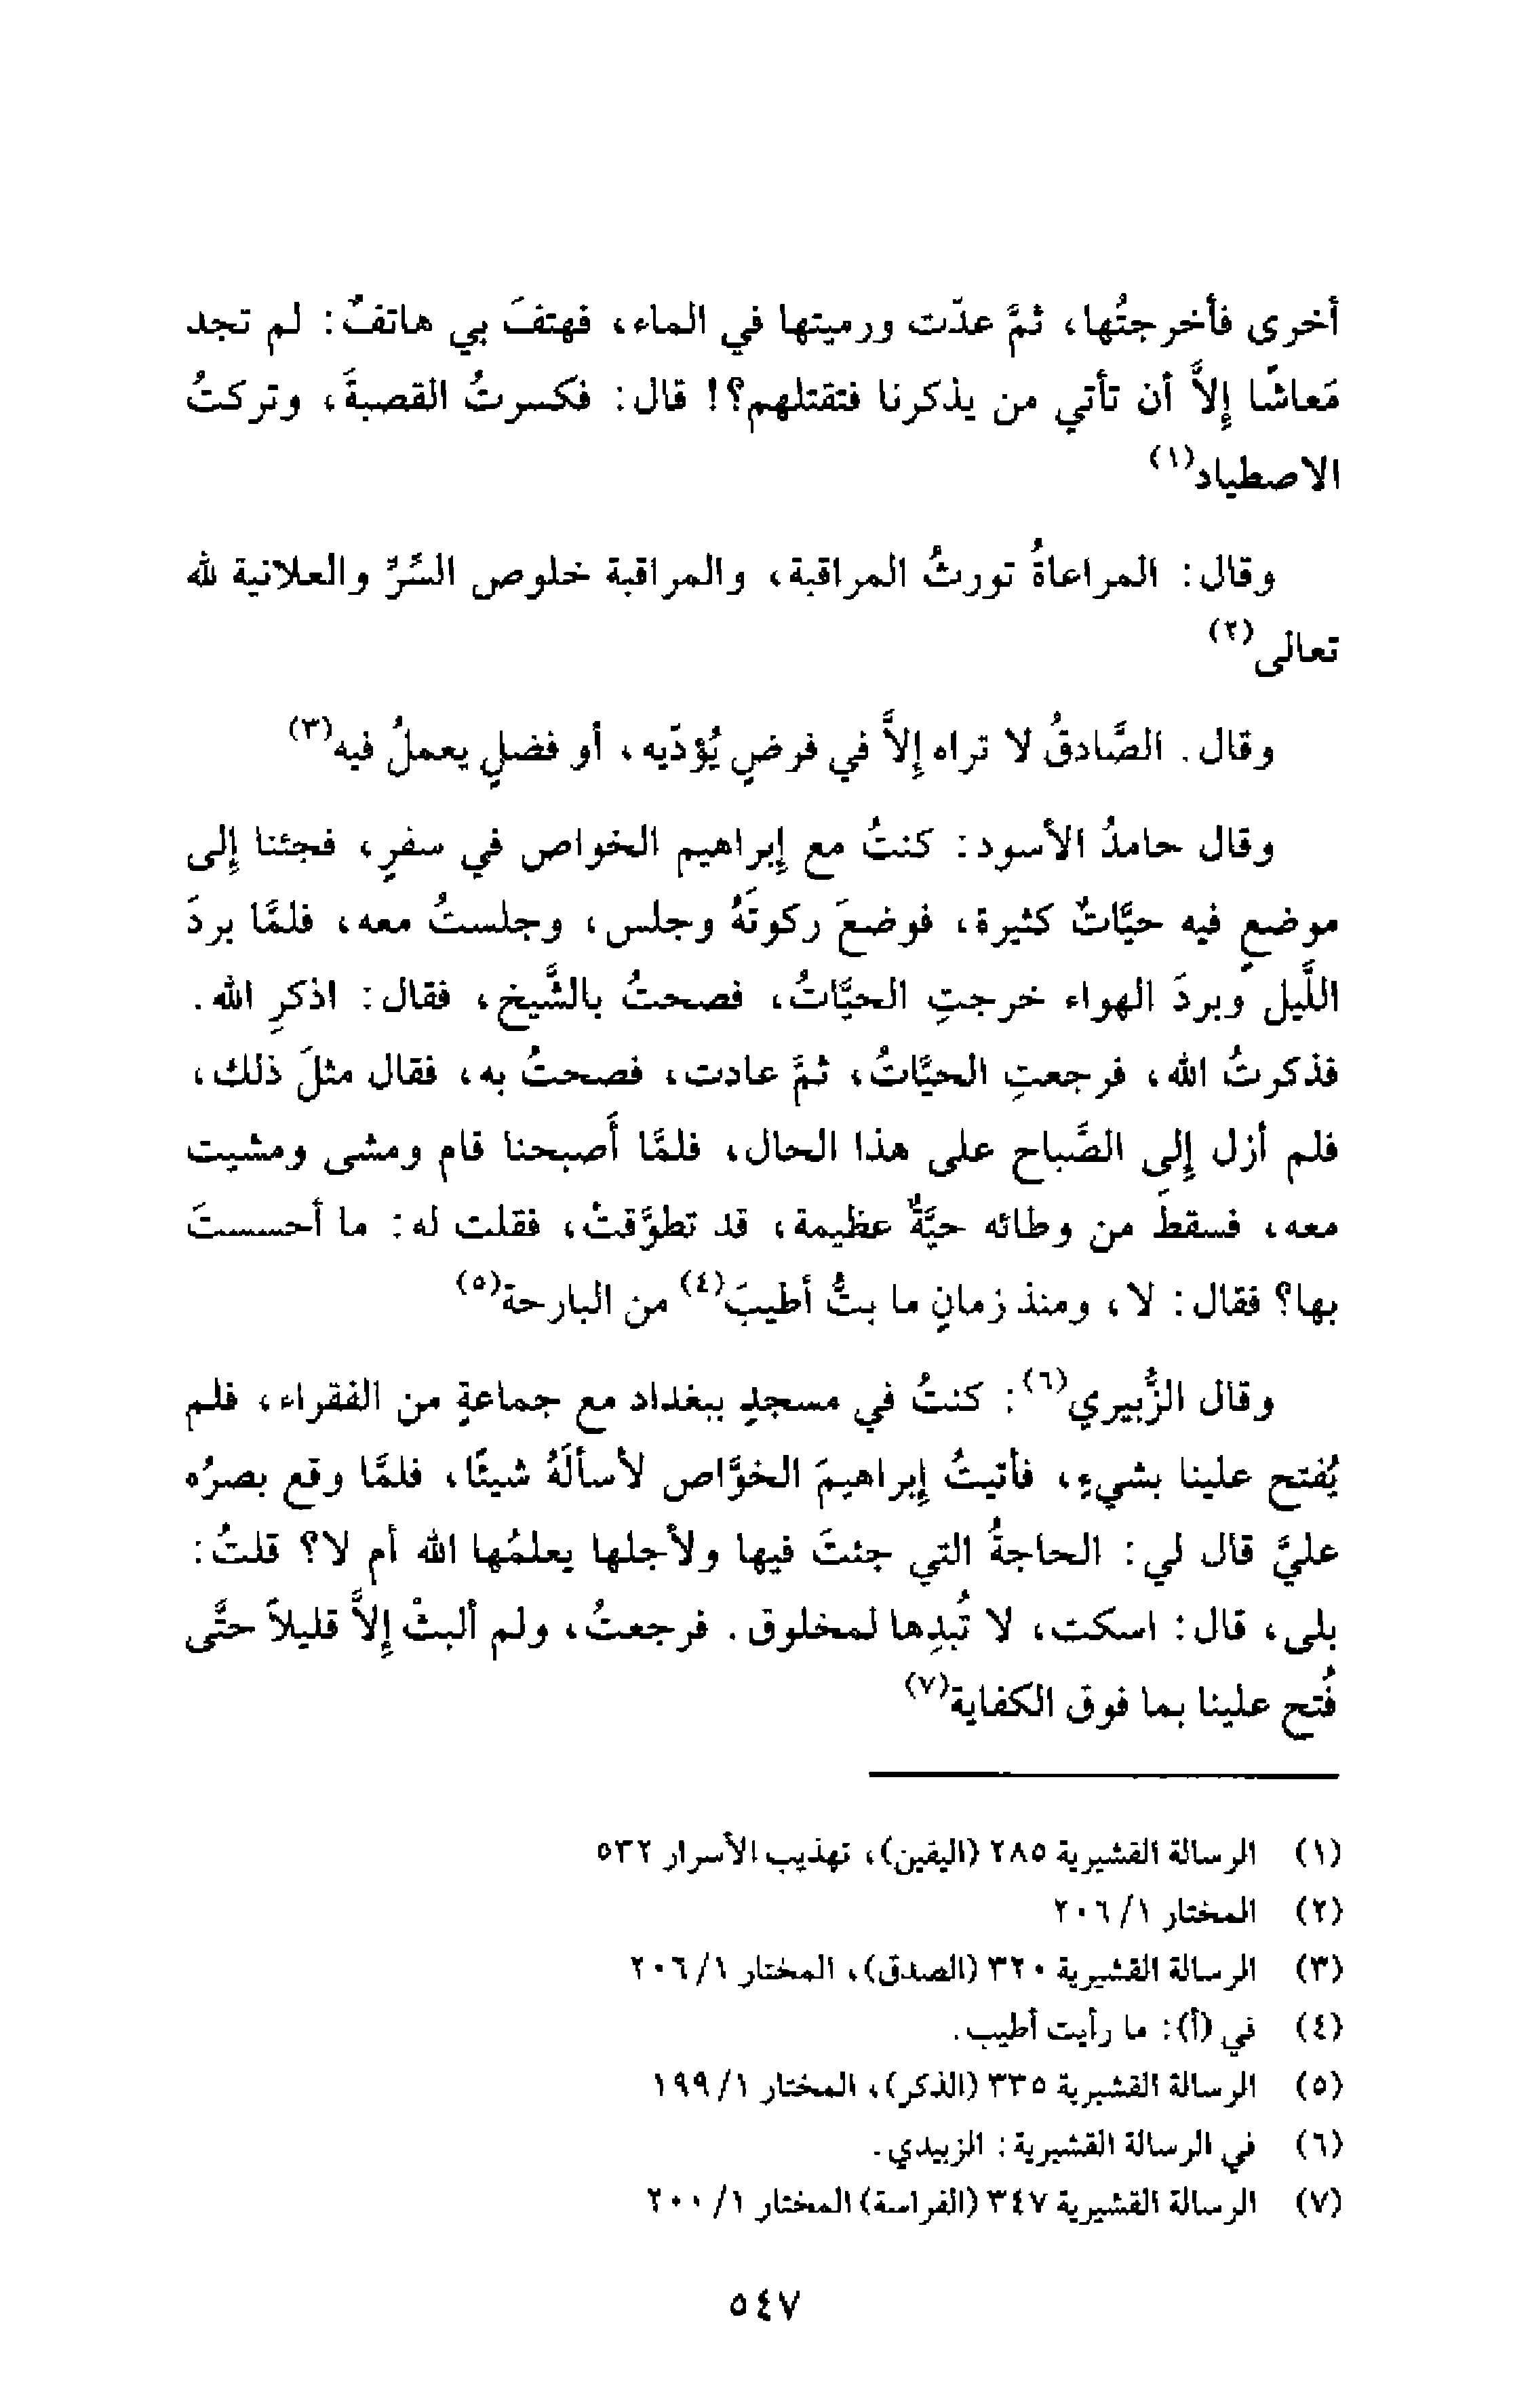 أخرى فأخرجتُها، ثمَّ عدّت ورميتها في الماء، فهتفَ بي هاتفٌ: لم تجد
مَعاشًا إلاَّ أن تأتي من يذكرنا فتقتلهم؟! قال: فكسرتُ القصبةَ، وتركتُ
الاصطياد(١)
وقال: المراعاةُ تورثُ المراقبة، والمراقبة خلوص السِّرِّ والعلانية لله
تعالى(٢)
وقال. الصَّادقُ لا تراه إلاَّ في فرضٍ يُؤدّيه، أو فضلٍ يعملُ فيه(٣)
وقال حامدُ الأسود: كنتُ مع إبراهيم الخواص في سفرٍ، فجئنا إلى
موضعٍ فيه حيَّاتٌ كثيرة، فوضعَ ركوتَهُ وجلس، وجلستُ معه، فلمَّا بردَ
اللَّيل وبردَ الهواء خرجتِ الحيَّاتُ، فصحتُ بالشَّيخ، فقال: اذكرِ الله.
فذكرتُ الله، فرجعتِ الحيَّاتُ، ثمَّ عادت، فصحتُ به، فقال مثلَ ذلك،
فلم أزل إلى الصَّباح على هذا الحال، فلمَّا أصبحنا قام ومشى ومشيت
معه، فسقطَ من وطائه حيَّةٌ عظيمة، قد تطوَّقتْ، فقلت له: ما أحسستَ
بها؟ فقال: لا، ومنذ زمانٍ ما بتُّ أطيبَ(٤) من البارحة(٥)
وقال الزُّبيري(٦): كنتُ في مسجدٍ ببغداد مع جماعةٍ من الفقراء، فلم
يُفتح علينا بشيءٍ، فأتيتُ إبراهيمَ الخوَّاص لأسألَهُ شيئًا، فلمَّا وقع بصرُه
عليَّ قال لي: الحاجةُ التي جئتَ فيها ولأجلها يعلمُها الله أم لا؟ قلتُ:
بلى، قال: اسكت، لا تُبدِها لمخلوق. فرجعتُ، ولم ألبثْ إلاَّ قليلاً حتَّى
فُتح علينا بما فوق الكفاية(٧)
(١) الرسالة القشيرية ٢٨٥ (اليقين)، تهذيب الأسرار ٥٣٢
(٢) المختار ١/ ٢٠٦
(٣) الرسالة القشيرية ٣٢٠ (الصدق)، المختار ١/ ٢٠٦
(٤) في (أ): ما رأيت أطيب.
(٥) الرسالة القشيرية ٣٣٥ (الذكر)، المختار ١/ ١٩٩
(٦) في الرسالة القشيرية: الزبيدي.
(٧) الرسالة القشيرية ٣٤٧ (الفراسة) المختار ١/ ٢٠٠
٥٤٧